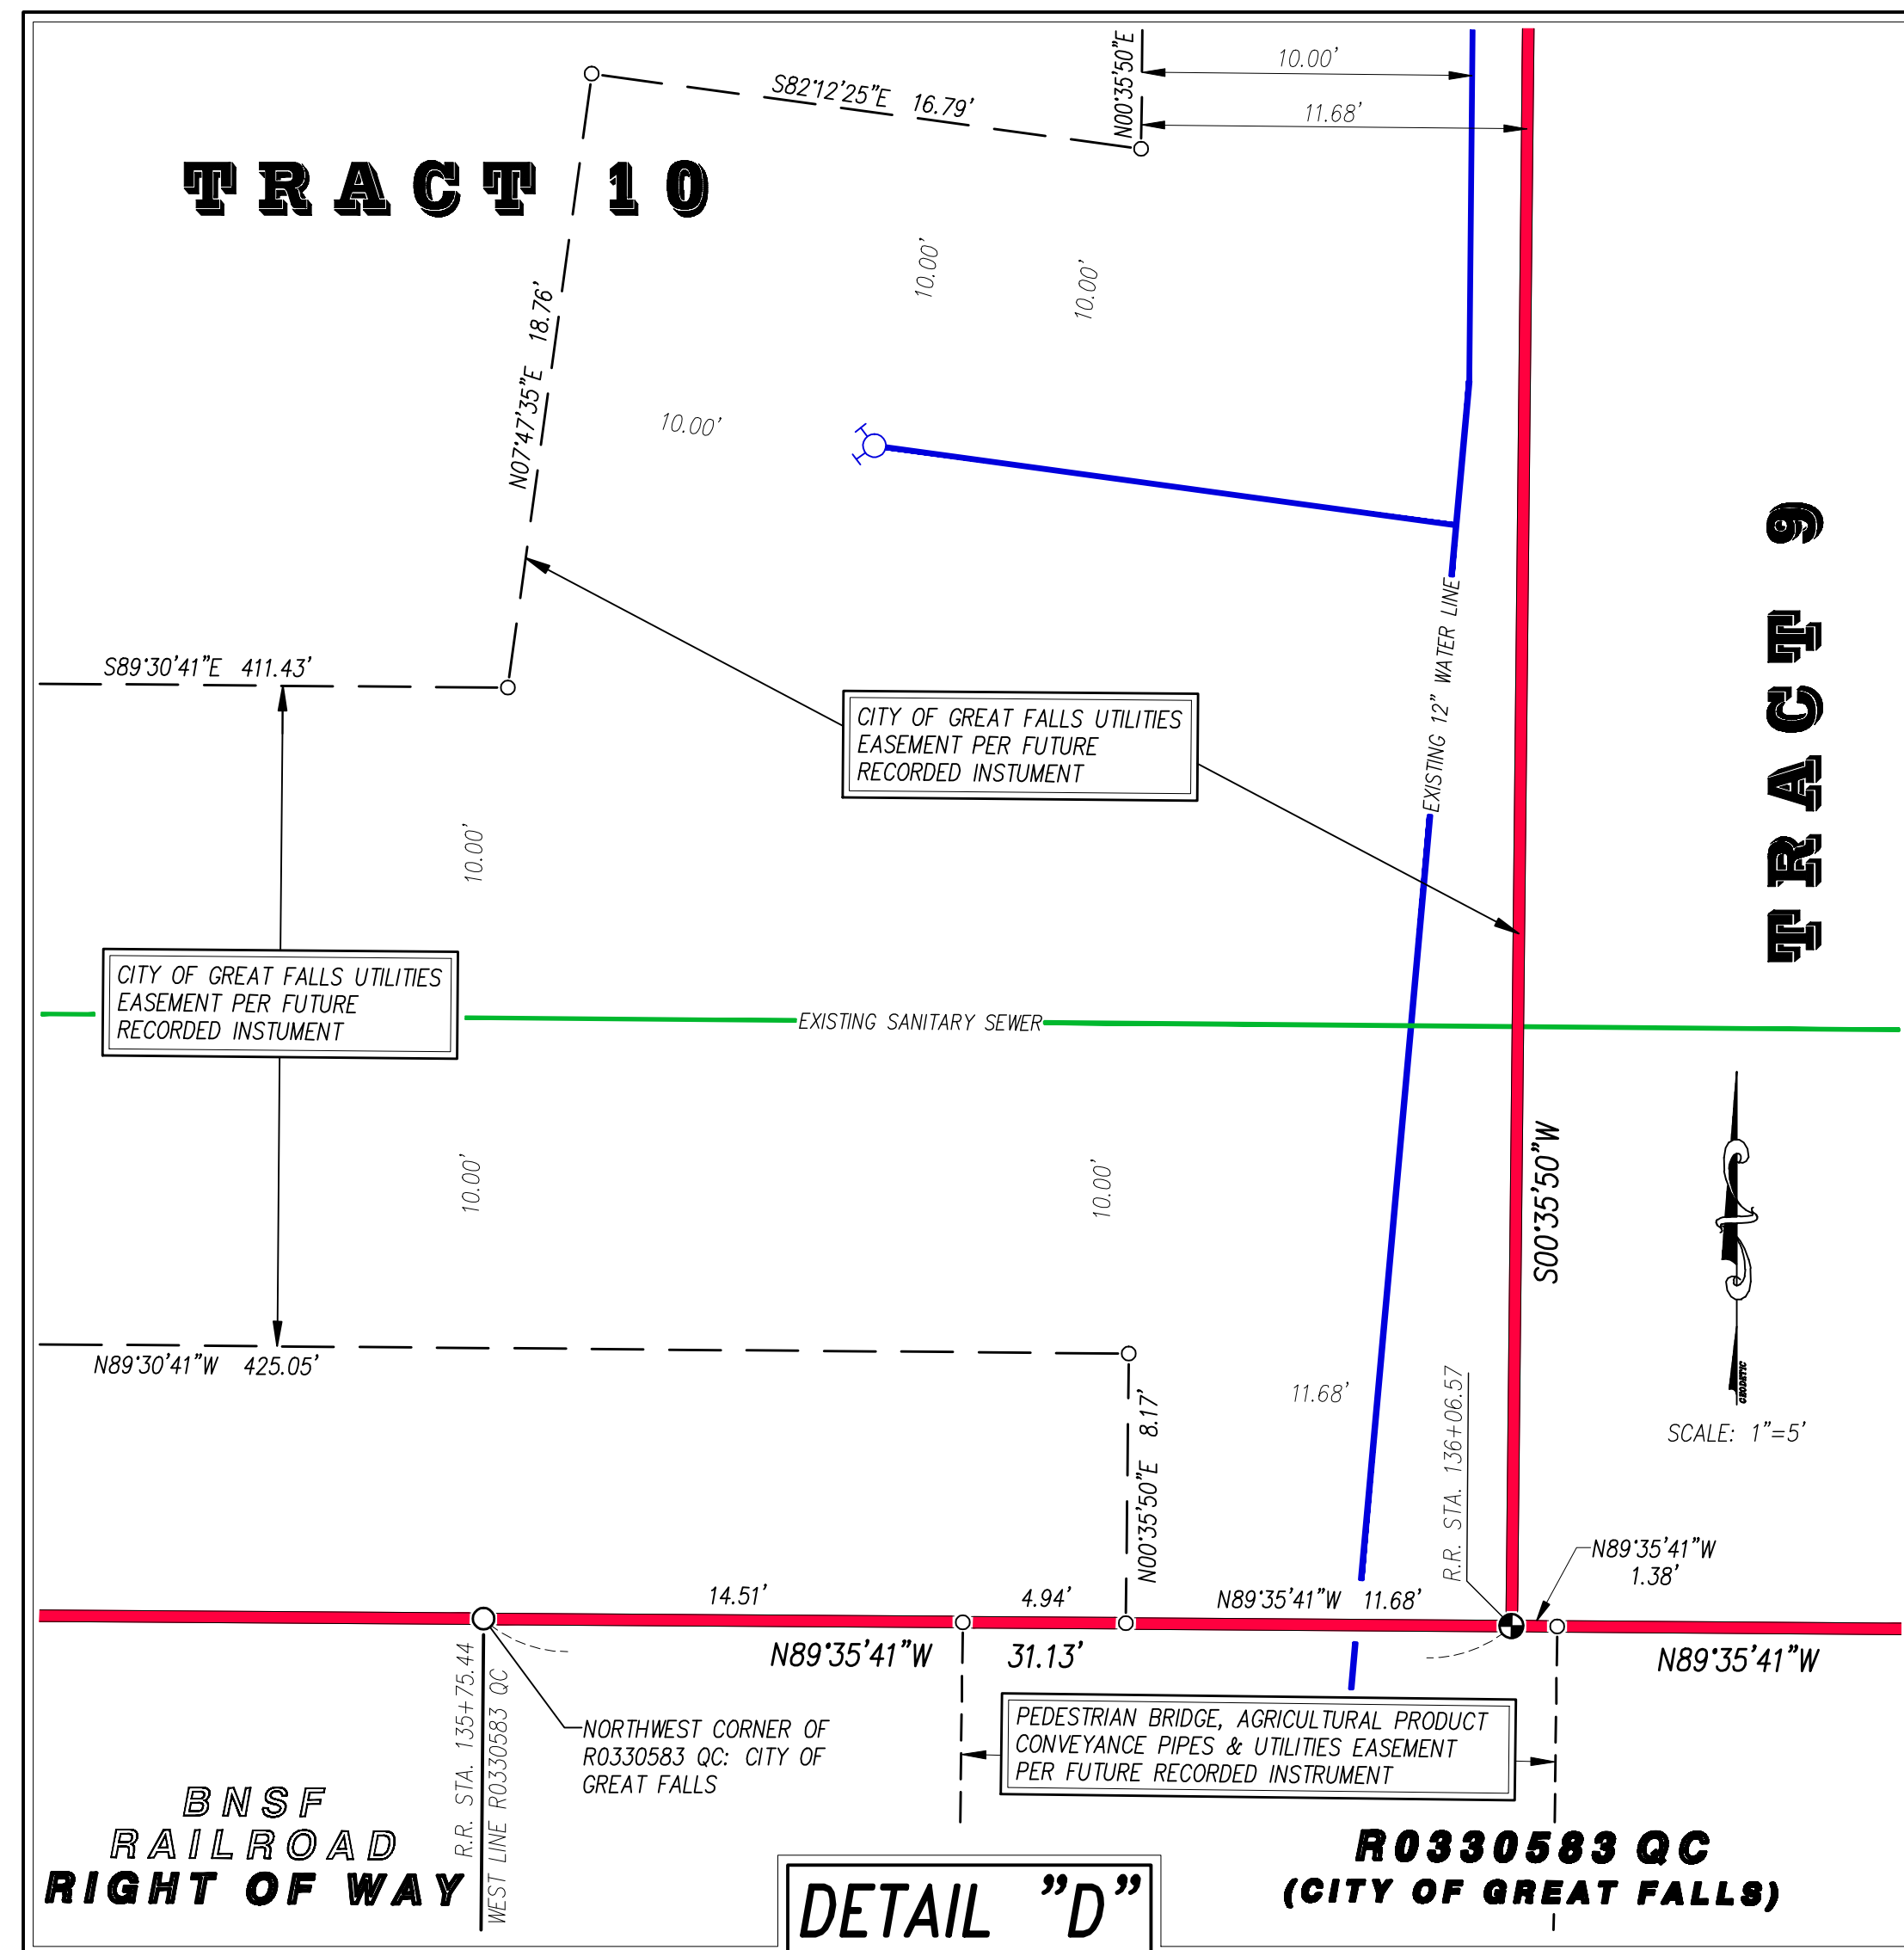 N00°35'50"E
10.00'
S82°12'25"E 16.79'
11.68'
TRACT 10
10.00'
10.00'
N07°47'35"E 18.76'
10.00'
TRACT 9
EXISTING 12" WATER LINE
S89°30'41"E 411.43'
CITY OF GREAT FALLS UTILITIES
EASEMENT PER FUTURE
RECORDED INSTUMENT
10.00'
CITY OF GREAT FALLS UTILITIES
EASEMENT PER FUTURE
RECORDED INSTUMENT
EXISTING SANITARY SEWER
10.00'
10.00'
S00°35'50"W
GEODETIC
SCALE: 1"=5'
N89°30'41"W 425.05'
11.68'
N00°35'50"E 8.17'
R.R. STA. 136+06.57
N89°35'41"W
1.38'
14.51'
4.94'
N89°35'41"W 11.68'
N89°35'41"W 31.13'
N89°35'41"W
R.R. STA. 135+75.44
WEST LINE R0330583 QC
NORTHWEST CORNER OF
R0330583 QC: CITY OF
GREAT FALLS
PEDESTRIAN BRIDGE, AGRICULTURAL PRODUCT
CONVEYANCE PIPES & UTILITIES EASEMENT
PER FUTURE RECORDED INSTRUMENT
BNSF
RAILROAD
RIGHT OF WAY
R0330583 QC
(CITY OF GREAT FALLS)
DETAIL "D"